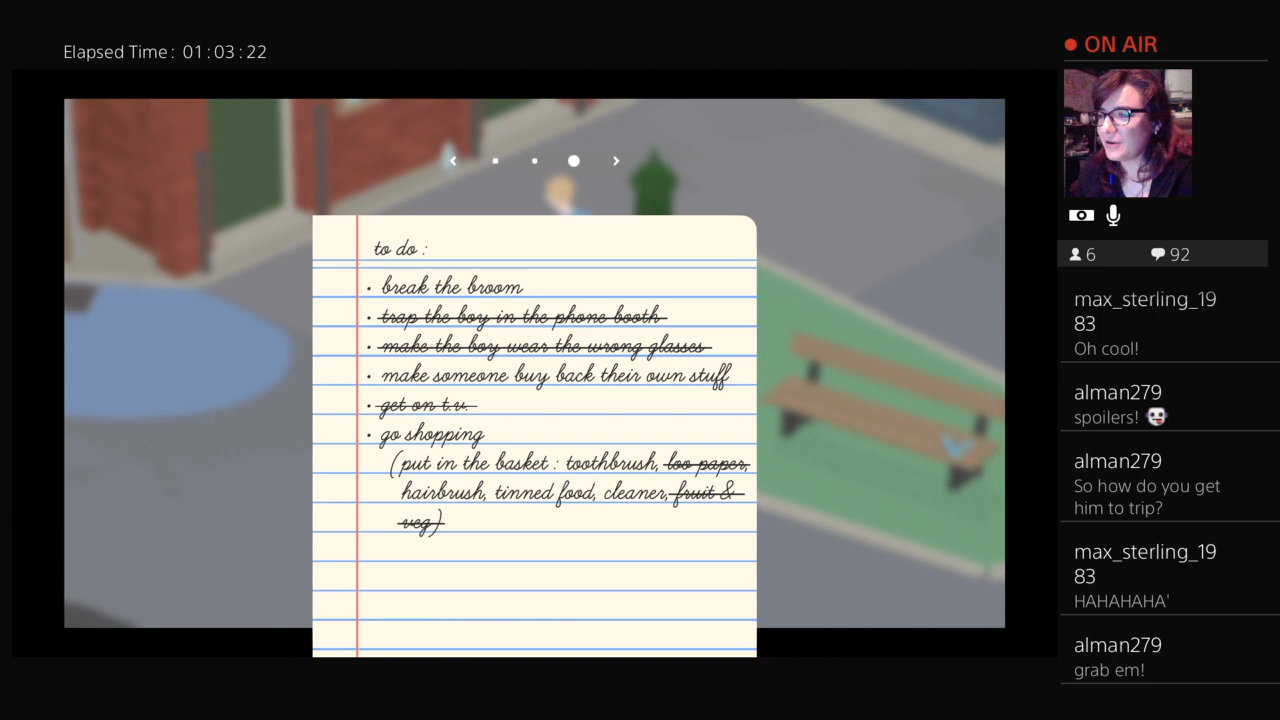 Elapsed Time: 01:03:22
ON AIR
to do :
• break the broom
• trap the boy in the phone booth
• make the boy wear the wrong glasses
• make someone buy back their own stuff
• get on t.v.
• go shopping
(put in the basket : toothbrush, loo paper,
hairbrush, tinned food, cleaner, fruit &
veg)
6 92
max_sterling_19
83
Oh cool!
alman279
spoilers!
alman279
So how do you get
him to trip?
max_sterling_19
83
HAHAHAHA'
alman279
grab em!